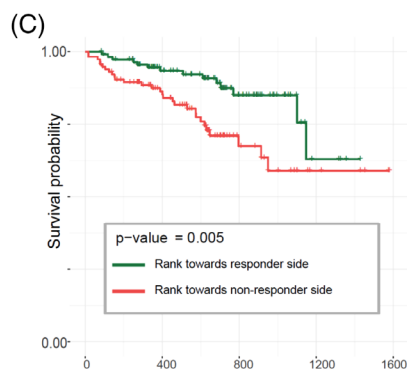 (C)
1.00
Survival probability
p-value = 0.005
Rank towards responder side
Rank towards non-responder side
0.00
0 400 800 1200 1600